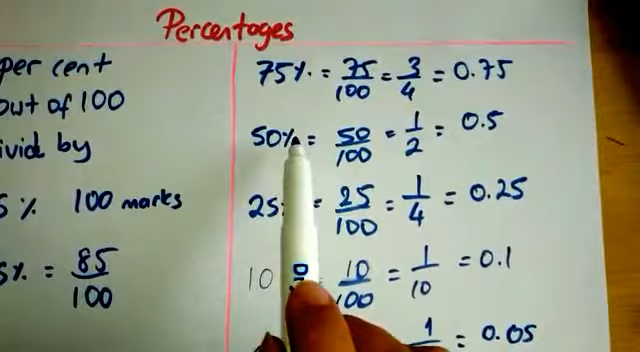 Percentages
per cent
out of 100
ivid by
5% 100 marks
5% = 85/100
75% = 75/100 = 3/4 = 0.75
50% = 50/100 = 1/2 = 0.5
25 = 25/100 = 1/4 = 0.25
10 = 10/100 = 1/10 = 0.1
1 = 0.05